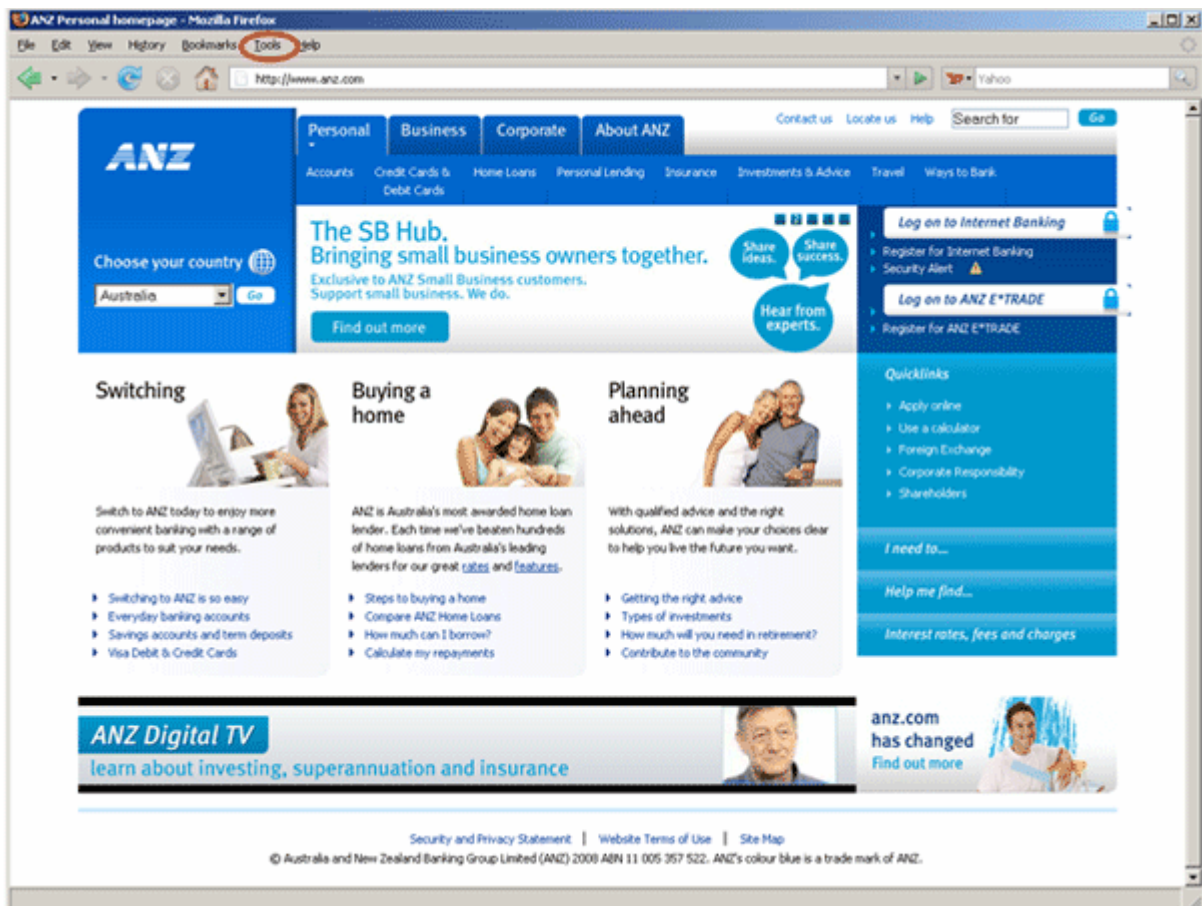 ANZ Personal homepage - Mozilla Firefox
File Edit View History Bookmarks Tools Help
http://www.anz.com
Yahoo
Contact us Locate us Help Search for Go
Personal Business Corporate About ANZ
ANZ
Accounts Credit Cards & Debit Cards Home Loans Personal Lending Insurance Investments & Advice Travel Ways to Bank
Choose your country
Australia Go
The SB Hub.
Bringing small business owners together.
Exclusive to ANZ Small Business customers.
Support small business. We do.
Find out more
2
Share ideas.
Share success.
Hear from experts.
Log on to Internet Banking
Register for Internet Banking
Security Alert
Log on to ANZ E*TRADE
Register for ANZ E*TRADE
Switching
Switch to ANZ today to enjoy more
convenient banking with a range of
products to suit your needs.
Switching to ANZ is so easy
Everyday banking accounts
Savings accounts and term deposits
Visa Debit & Credit Cards
Buying a
home
ANZ is Australia's most awarded home loan
lender. Each time we've beaten hundreds
of home loans from Australia's leading
lenders for our great rates and features.
Steps to buying a home
Compare ANZ Home Loans
How much can I borrow?
Calculate my repayments
Planning
ahead
With qualified advice and the right
solutions, ANZ can make your choices clear
to help you live the future you want.
Getting the right advice
Types of investments
How much will you need in retirement?
Contribute to the community
Quicklinks
Apply online
Use a calculator
Foreign Exchange
Corporate Responsibility
Shareholders
I need to...
Help me find...
Interest rates, fees and charges
ANZ Digital TV
learn about investing, superannuation and insurance
anz.com
has changed
Find out more
Security and Privacy Statement | Website Terms of Use | Site Map
© Australia and New Zealand Banking Group Limited (ANZ) 2008 ABN 11 005 357 522. ANZ's colour blue is a trade mark of ANZ.